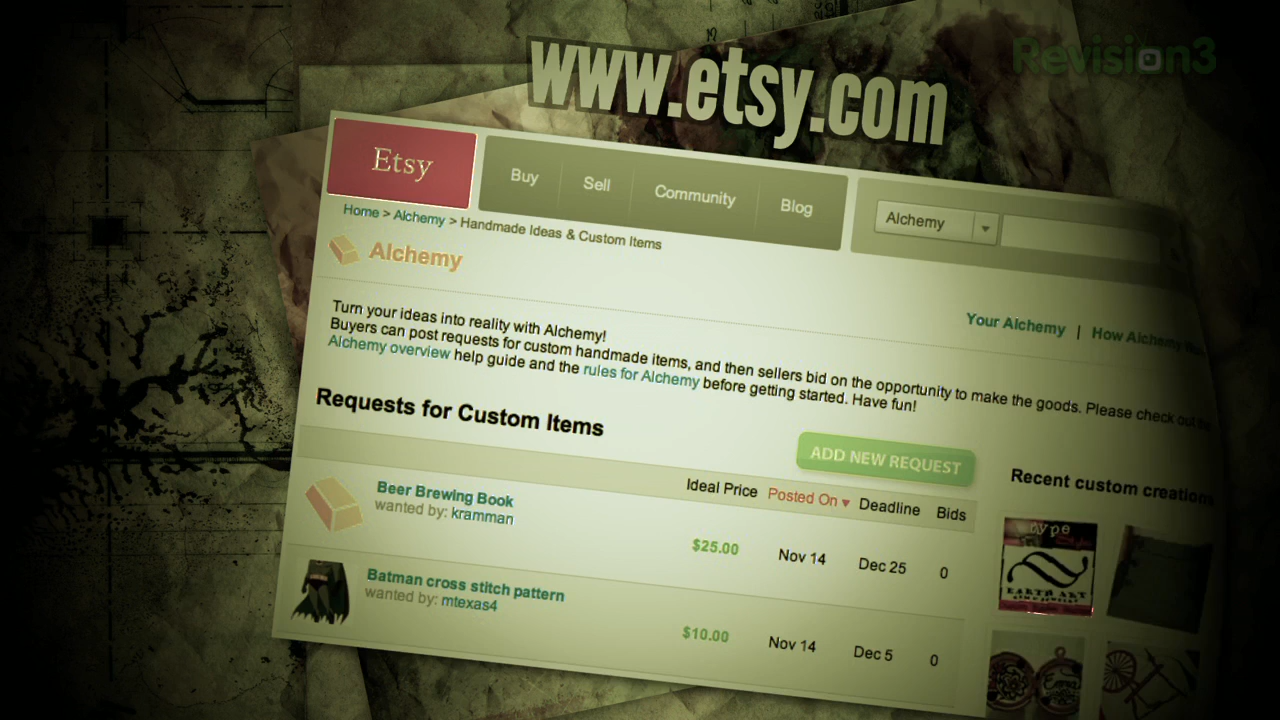 Revision3
www.etsy.com
Etsy
Buy
Sell
Community
Blog
Alchemy
Home > Alchemy > Handmade Ideas & Custom Items
Alchemy
Your Alchemy | How Alchemy
Turn your ideas into reality with Alchemy!
Buyers can post requests for custom handmade items, and then sellers bid on the opportunity to make the goods. Please check out the
Alchemy overview help guide and the rules for Alchemy before getting started. Have fun!
Requests for Custom Items
ADD NEW REQUEST
Recent custom creations
Ideal Price Posted On Deadline Bids
Beer Brewing Book
wanted by: kramman
$25.00 Nov 14 Dec 25 0
Batman cross stitch pattern
wanted by: mtexas4
$10.00 Nov 14 Dec 5 0
EARTH ART